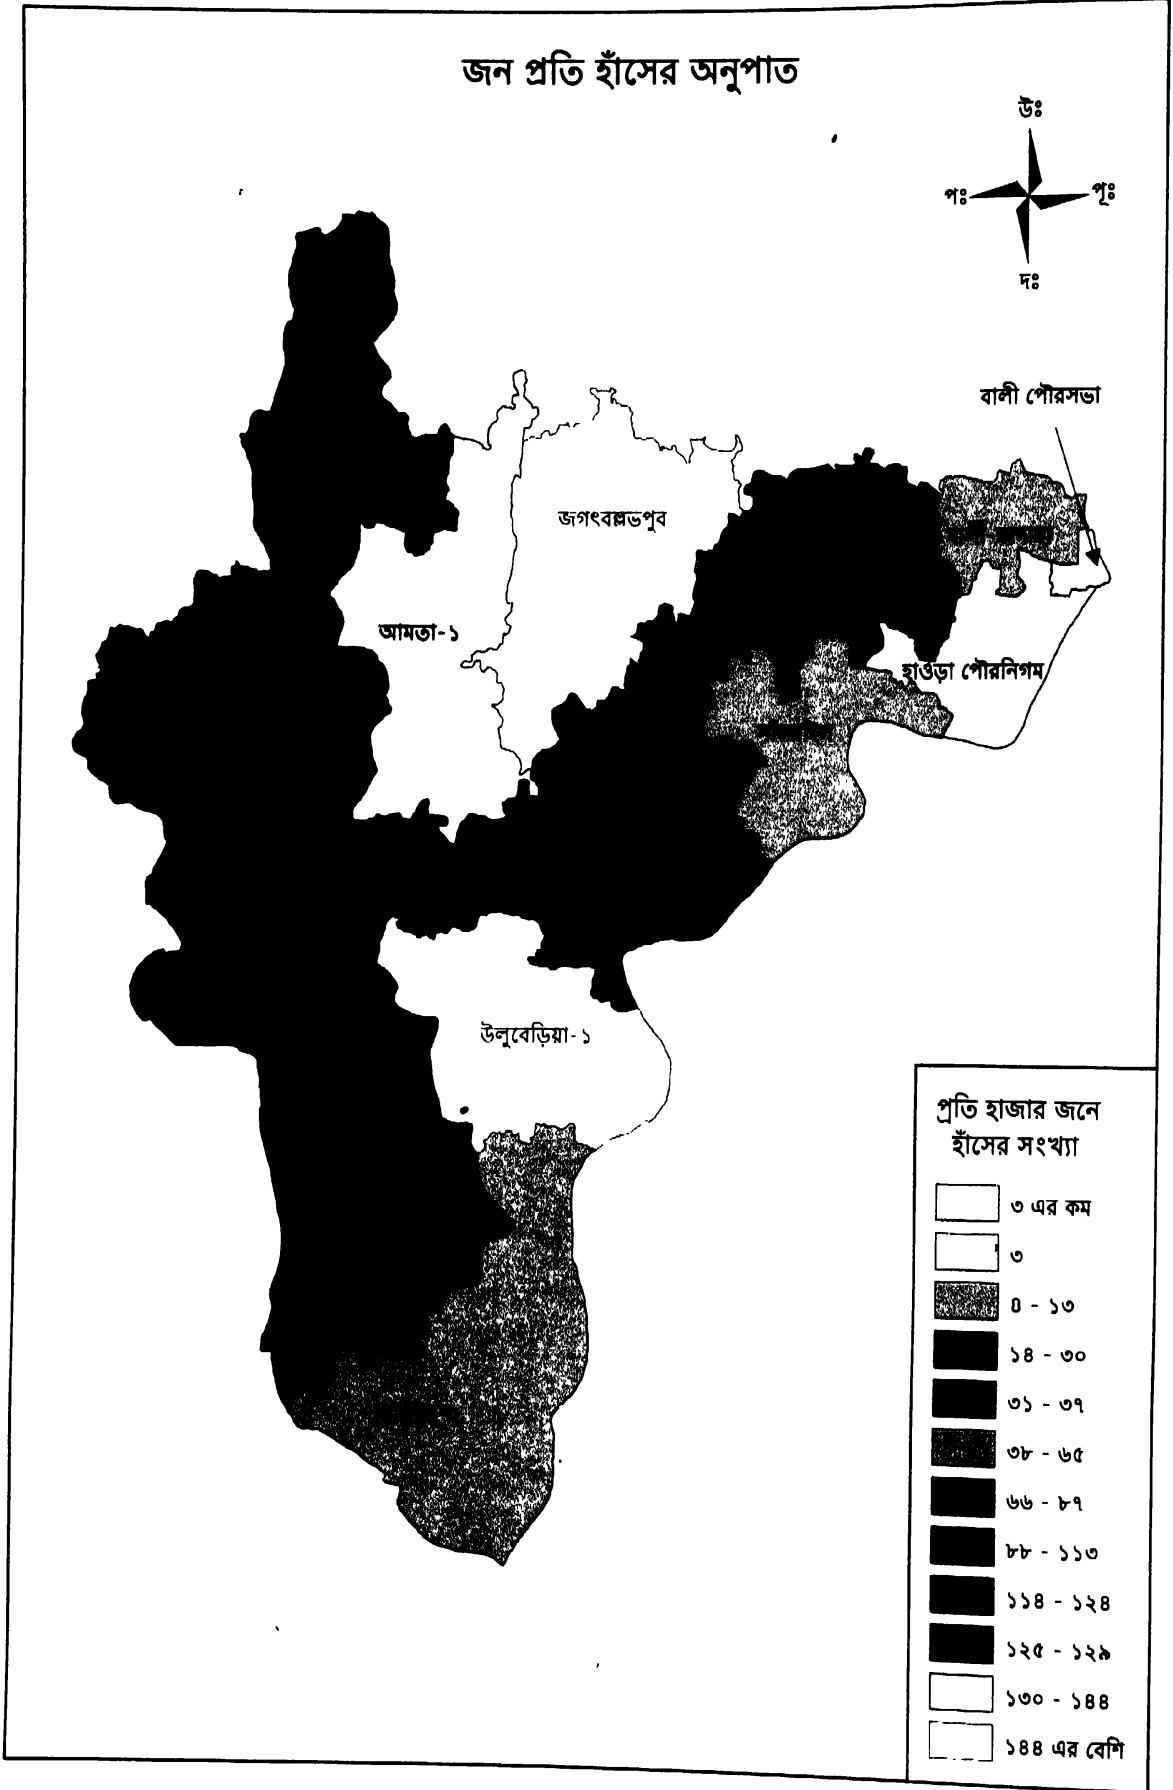 জন প্রতি হাঁসের অনুপাত
উঃ
পঃ
পূঃ
দঃ
বালী পৌরসভা
জগৎবল্লভপুব
আমতা-১
হাওড়া পৌরনিগম
উলুবেড়িয়া-১
প্রতি হাজার জনে
হাঁসের সংখ্যা
৩ এর কম
৩
৪ - ১৩
১৪ - ৩০
৩১ - ৩৭
৩৮ - ৬৫
৬৬ - ৮৭
৮৮ - ১১৩
১১৪ - ১২৪
১২৫ - ১২৯
১৩০ - ১৪৪
১৪৪ এর বেশি